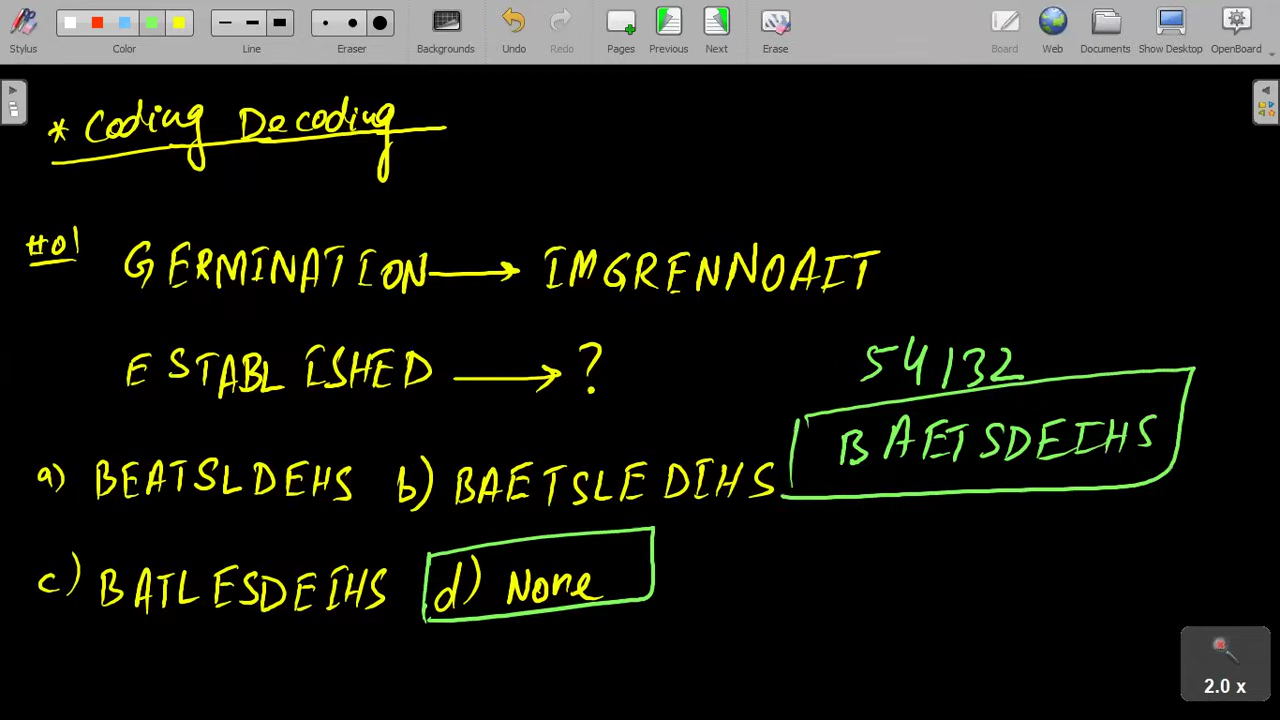 Stylus Color Line Eraser Backgrounds Undo Redo Pages Previous Next Erase Board Web Documents Show Desktop OpenBoard
* Coding Decoding
#01 GERMINATION → IMGRENNOAIT
ESTABLISHED → ?
54132
BAETSDEIHS
a) BEATSLDEHS b) BAETSLEDIHS
c) BATLESDEIHS d) None
2.0 x